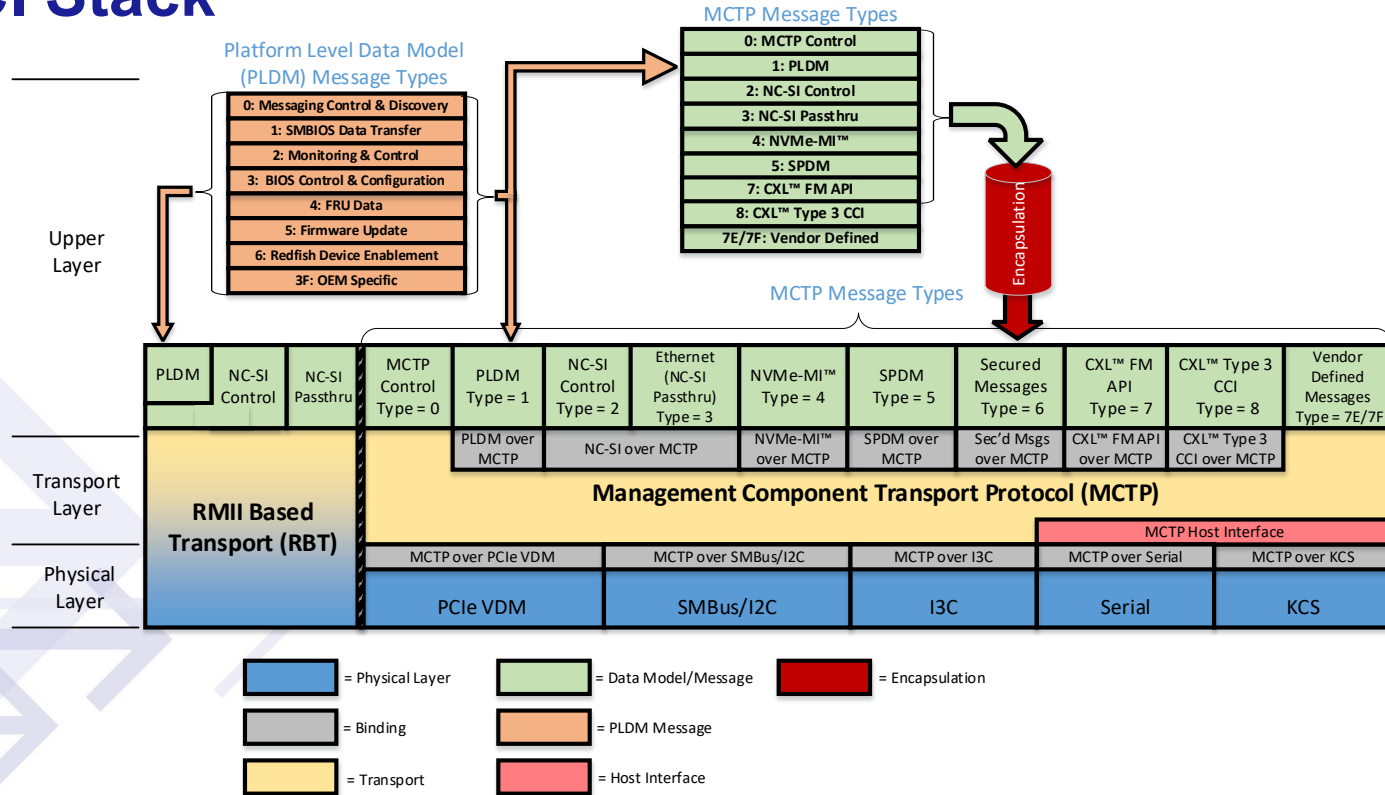 Stack
MCTP Message Types
0: MCTP Control
1: PLDM
2: NC-SI Control
3: NC-SI Passthru
4: NVMe-MI™
5: SPDM
7: CXL™ FM API
8: CXL™ Type 3 CCI
7E/7F: Vendor Defined
Platform Level Data Model
(PLDM) Message Types
0: Messaging Control & Discovery
1: SMBIOS Data Transfer
2: Monitoring & Control
3: BIOS Control & Configuration
4: FRU Data
5: Firmware Update
6: Redfish Device Enablement
3F: OEM Specific
Encapsulation
Upper
Layer
MCTP Message Types
PLDM
NC-SI
Control
NC-SI
Passthru
MCTP
Control
Type = 0
PLDM
Type = 1
NC-SI
Control
Type = 2
Ethernet
(NC-SI
Passthru)
Type = 3
NVMe-MI™
Type = 4
SPDM
Type = 5
Secured
Messages
Type = 6
CXL™ FM
API
Type = 7
CXL™ Type 3
CCI
Type = 8
Vendor
Defined
Messages
Type = 7E/7F
PLDM over
MCTP
NC-SI over MCTP
NVMe-MI™
over MCTP
SPDM over
MCTP
Sec'd Msgs
over MCTP
CXL™ FM API
over MCTP
CXL™ Type 3
CCI over MCTP
Transport
Layer
RMII Based
Transport (RBT)
Management Component Transport Protocol (MCTP)
MCTP Host Interface
Physical
Layer
MCTP over PCIe VDM
MCTP over SMBus/I2C
MCTP over I3C
MCTP over Serial
MCTP over KCS
PCIe VDM
SMBus/I2C
I3C
Serial
KCS
= Physical Layer
= Data Model/Message
= Encapsulation
= Binding
= PLDM Message
= Transport
= Host Interface